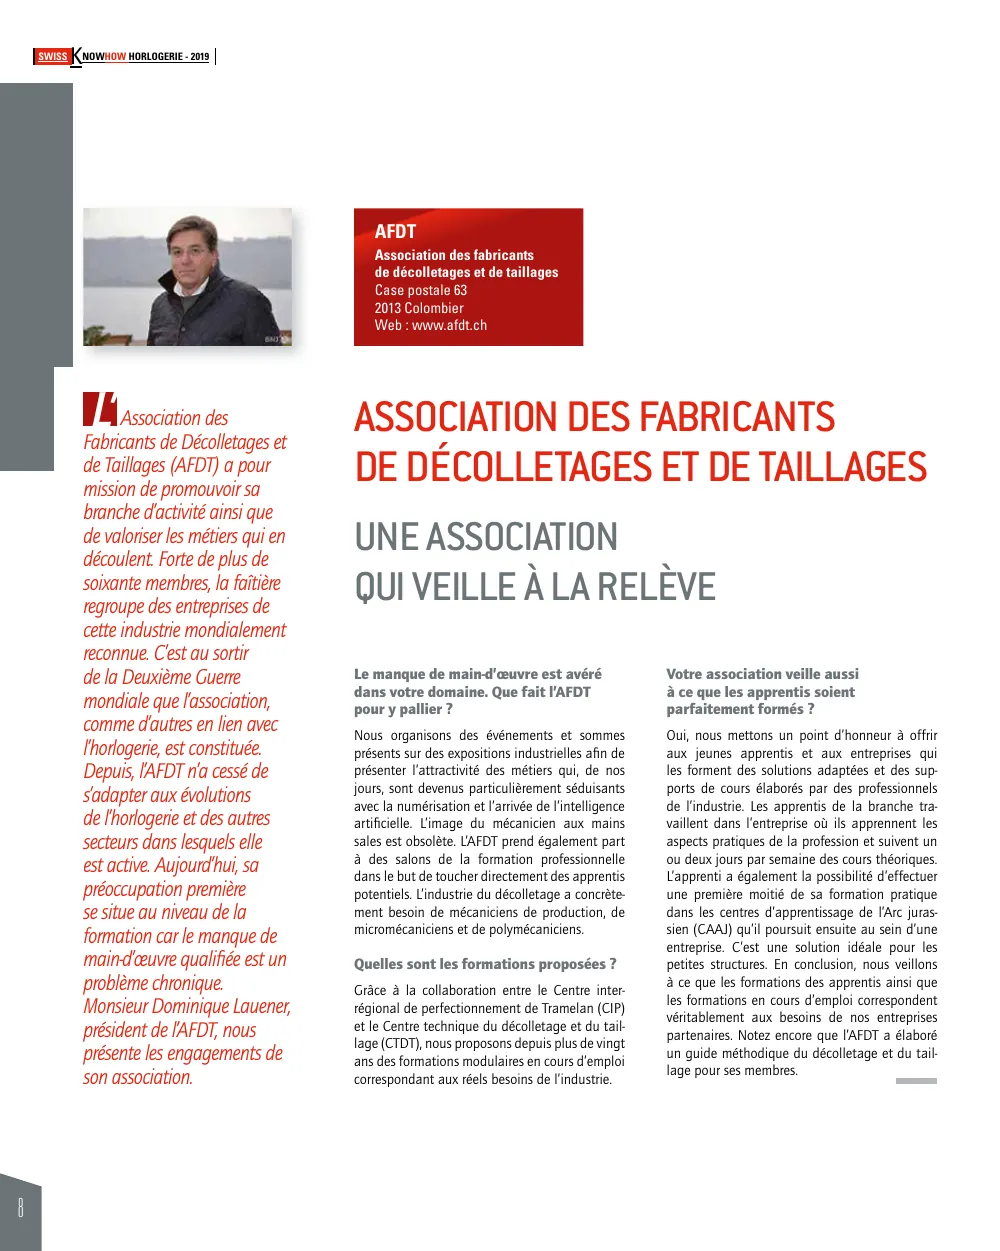 SWISS KNOWHOW HORLOGERIE - 2019
AFDT
Association des fabricants
de décolletages et de taillages
Case postale 63
2013 Colombier
Web : www.afdt.ch
L'Association des
Fabricants de Décolletages et
de Taillages (AFDT) a pour
mission de promouvoir sa
branche d'activité ainsi que
de valoriser les métiers qui en
découlent. Forte de plus de
soixante membres, la faîtière
regroupe des entreprises de
cette industrie mondialement
reconnue. C'est au sortir
de la Deuxième Guerre
mondiale que l'association,
comme d'autres en lien avec
l'horlogerie, est constituée.
Depuis, l'AFDT n'a cessé de
s'adapter aux évolutions
de l'horlogerie et des autres
secteurs dans lesquels elle
est active. Aujourd'hui, sa
préoccupation première
se situe au niveau de la
formation car le manque de
main-d'œuvre qualifiée est un
problème chronique.
Monsieur Dominique Lauener,
président de l'AFDT, nous
présente les engagements de
son association.
ASSOCIATION DES FABRICANTS
DE DÉCOLLETAGES ET DE TAILLAGES
UNE ASSOCIATION
QUI VEILLE À LA RELÈVE
Le manque de main-d'œuvre est avéré
dans votre domaine. Que fait l'AFDT
pour y pallier ?
Nous organisons des événements et sommes
présents sur des expositions industrielles afin de
présenter l'attractivité des métiers qui, de nos
jours, sont devenus particulièrement séduisants
avec la numérisation et l'arrivée de l'intelligence
artificielle. L'image du mécanicien aux mains
sales est obsolète. L'AFDT prend également part
à des salons de la formation professionnelle
dans le but de toucher directement des apprentis
potentiels. L'industrie du décolletage a concrète-
ment besoin de mécaniciens de production, de
micromécaniciens et de polymécaniciens.
Quelles sont les formations proposées ?
Grâce à la collaboration entre le Centre inter-
régional de perfectionnement de Tramelan (CIP)
et le Centre technique du décolletage et du tail-
lage (CTDT), nous proposons depuis plus de vingt
ans des formations modulaires en cours d'emploi
correspondant aux réels besoins de l'industrie.
Votre association veille aussi
à ce que les apprentis soient
parfaitement formés ?
Oui, nous mettons un point d'honneur à offrir
aux jeunes apprentis et aux entreprises qui
les forment des solutions adaptées et des sup-
ports de cours élaborés par des professionnels
de l'industrie. Les apprentis de la branche tra-
vaillent dans l'entreprise où ils apprennent les
aspects pratiques de la profession et suivent un
ou deux jours par semaine des cours théoriques.
L'apprenti a également la possibilité d'effectuer
une première moitié de sa formation pratique
dans les centres d'apprentissage de l'Arc juras-
sien (CAAJ) qu'il poursuit ensuite au sein d'une
entreprise. C'est une solution idéale pour les
petites structures. En conclusion, nous veillons
à ce que les formations des apprentis ainsi que
les formations en cours d'emploi correspondent
véritablement aux besoins de nos entreprises
partenaires. Notez encore que l'AFDT a élaboré
un guide méthodique du décolletage et du tail-
lage pour ses membres.
8